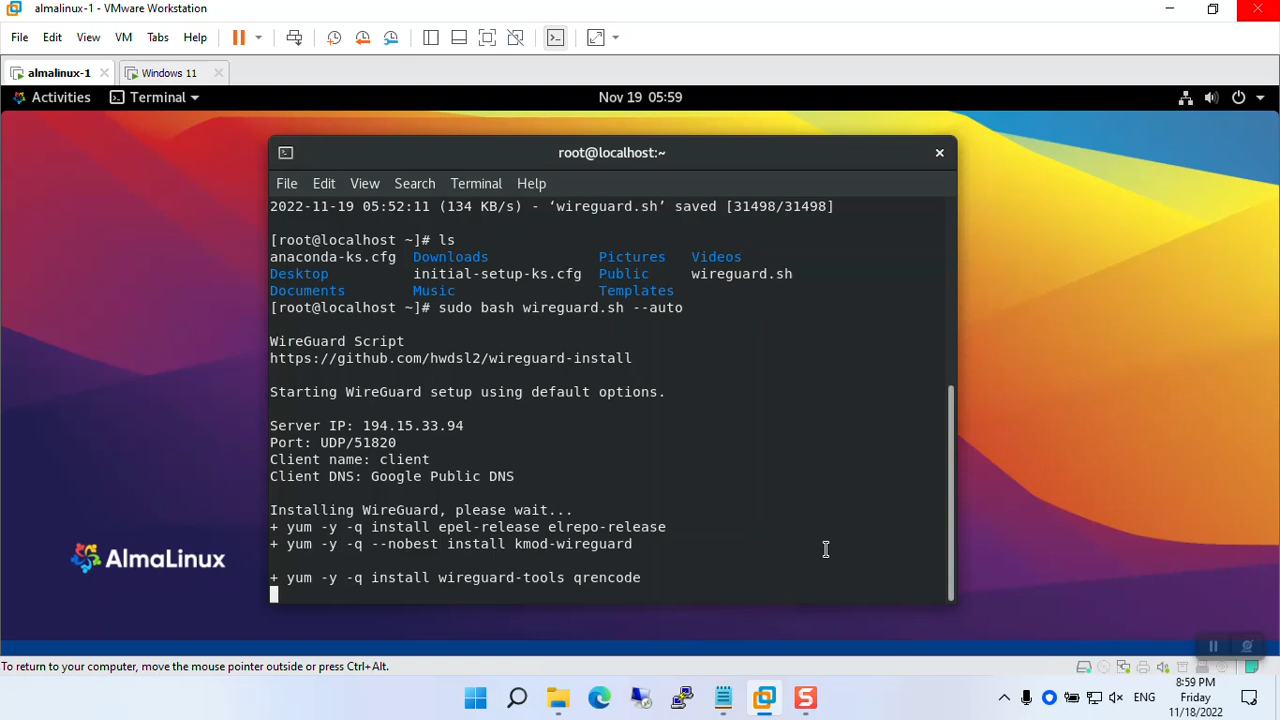 almalinux-1 - VMware Workstation
File Edit View VM Tabs Help
almalinux-1 Windows 11
Activities Terminal Nov 19 05:59
root@localhost:~
File Edit View Search Terminal Help
2022-11-19 05:52:11 (134 KB/s) - ‘wireguard.sh’ saved [31498/31498]
[root@localhost ~]# ls
anaconda-ks.cfg Downloads Pictures Videos
Desktop initial-setup-ks.cfg Public wireguard.sh
Documents Music Templates
[root@localhost ~]# sudo bash wireguard.sh --auto
WireGuard Script
https://github.com/hwdsl2/wireguard-install
Starting WireGuard setup using default options.
Server IP: 194.15.33.94
Port: UDP/51820
Client name: client
Client DNS: Google Public DNS
Installing WireGuard, please wait...
+ yum -y -q install epel-release elrepo-release
+ yum -y -q --nobest install kmod-wireguard
+ yum -y -q install wireguard-tools qrencode
AlmaLinux
To return to your computer, move the mouse pointer outside or press Ctrl+Alt.
ENG
8:59 PM
Friday
11/18/2022